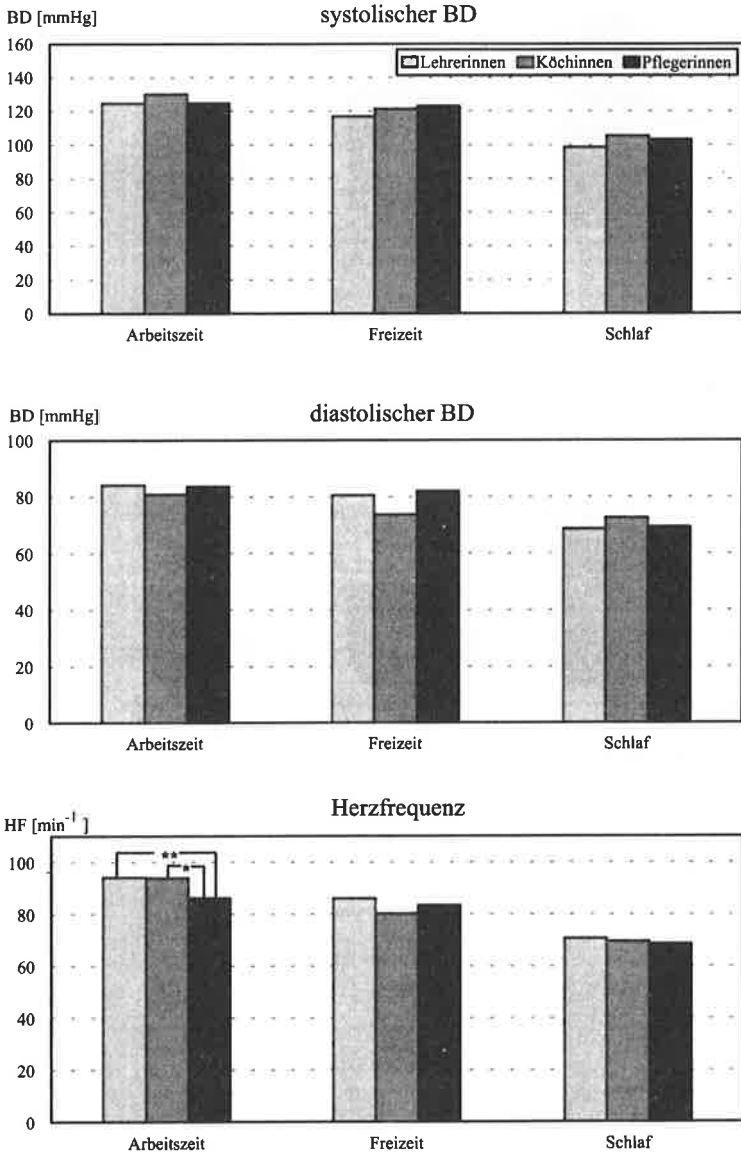 BD [mmHg] systolischer BD
160
Lehrerinnen Köchinnen Pflegerinnen
140
120
100
80
60
40
20
0
Arbeitszeit Freizeit Schlaf
BD [mmHg] diastolischer BD
100
80
60
40
20
0
Arbeitszeit Freizeit Schlaf
Herzfrequenz
HF [min⁻¹]
**
100
*
80
60
40
20
0
Arbeitszeit Freizeit Schlaf